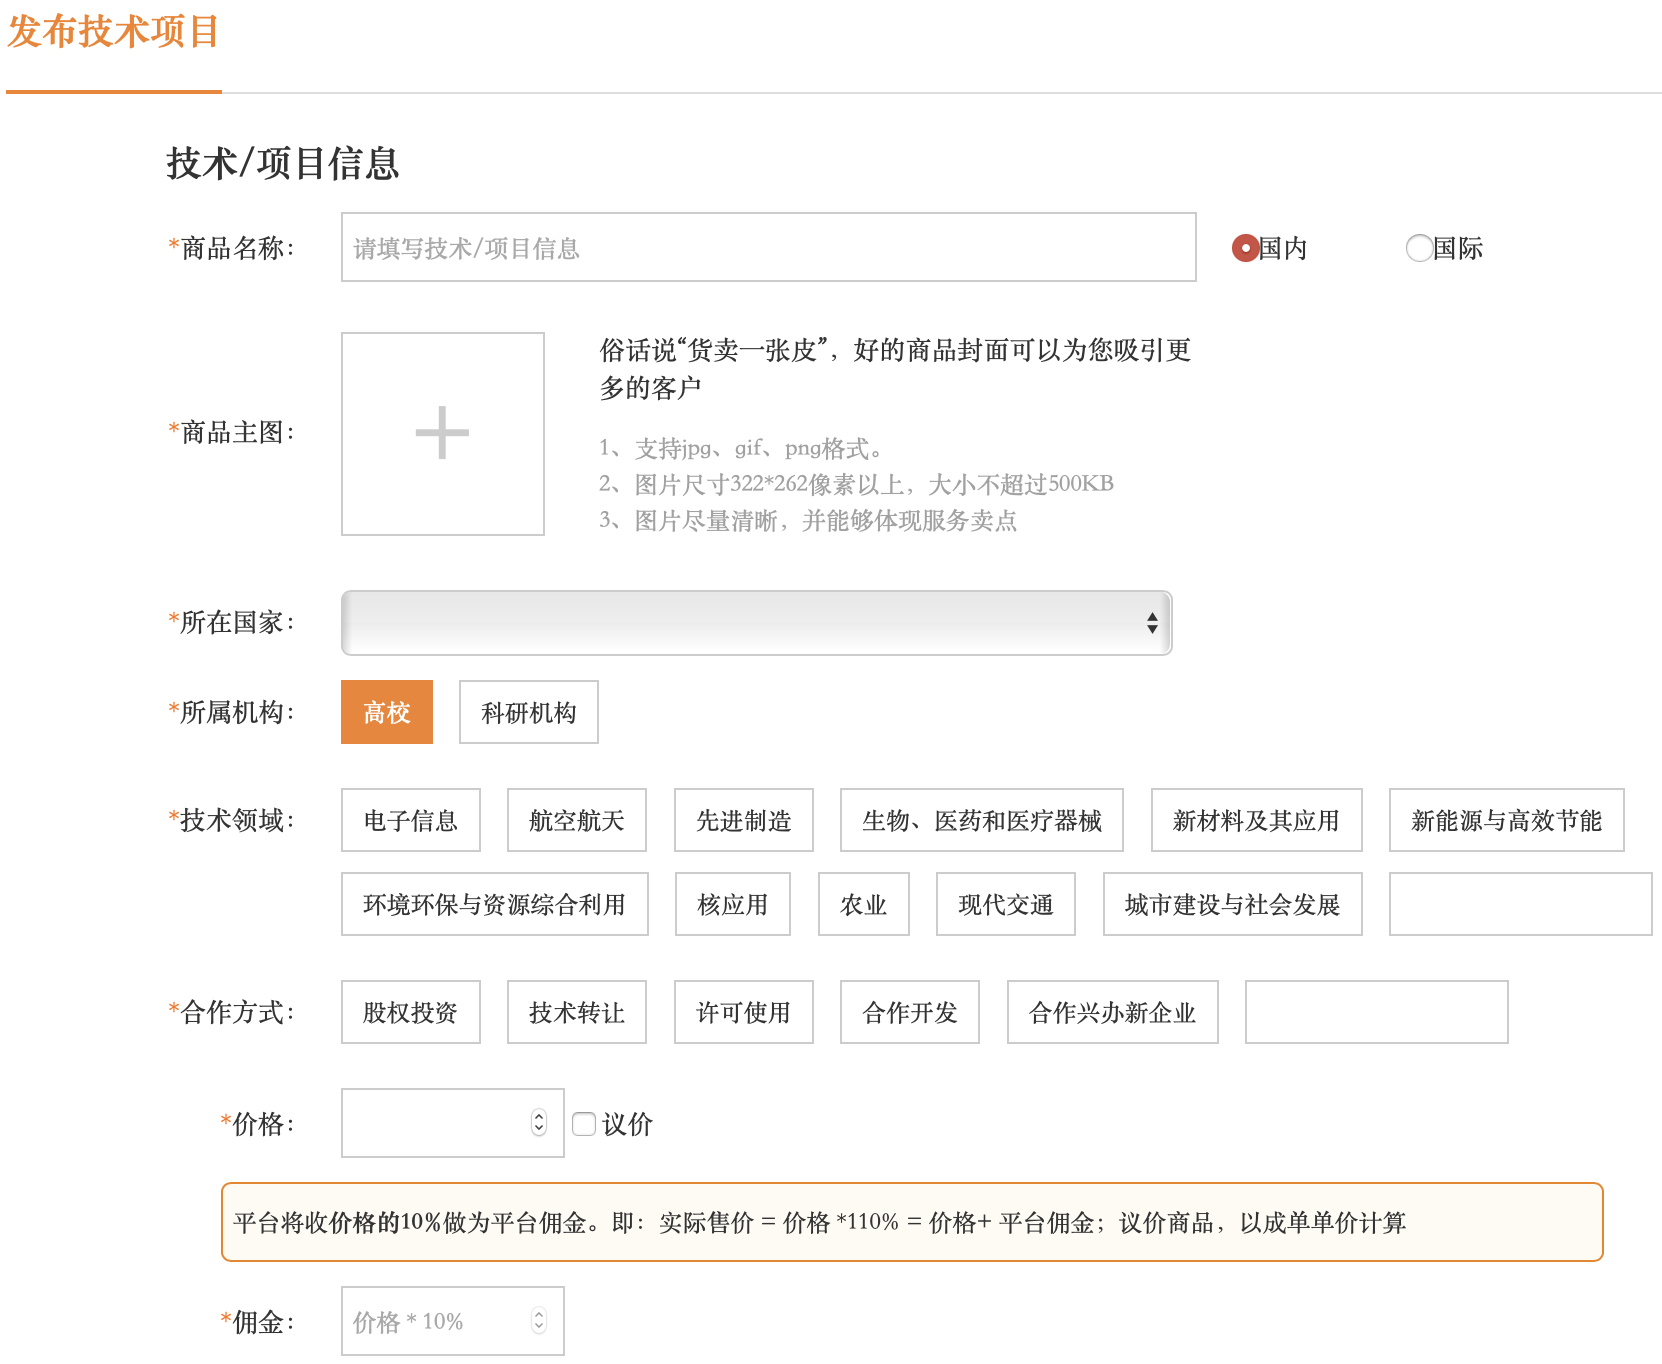 发布技术项目
技术/项目信息
*商品名称： 请填写技术/项目信息 国内 国际
俗话说“货卖一张皮”，好的商品封面可以为您吸引更
多的客户
*商品主图：
1、支持jpg、gif、png格式。
2、图片尺寸322*262像素以上，大小不超过500KB
3、图片尽量清晰，并能够体现服务卖点
*所在国家：
*所属机构： 高校 科研机构
*技术领域： 电子信息 航空航天 先进制造 生物、医药和医疗器械 新材料及其应用 新能源与高效节能
环境环保与资源综合利用 核应用 农业 现代交通 城市建设与社会发展
*合作方式： 股权投资 技术转让 许可使用 合作开发 合作兴办新企业
*价格： 议价
平台将收价格的10%做为平台佣金。即：实际售价 = 价格 *110% = 价格+ 平台佣金；议价商品，以成单单价计算
*佣金： 价格 * 10%